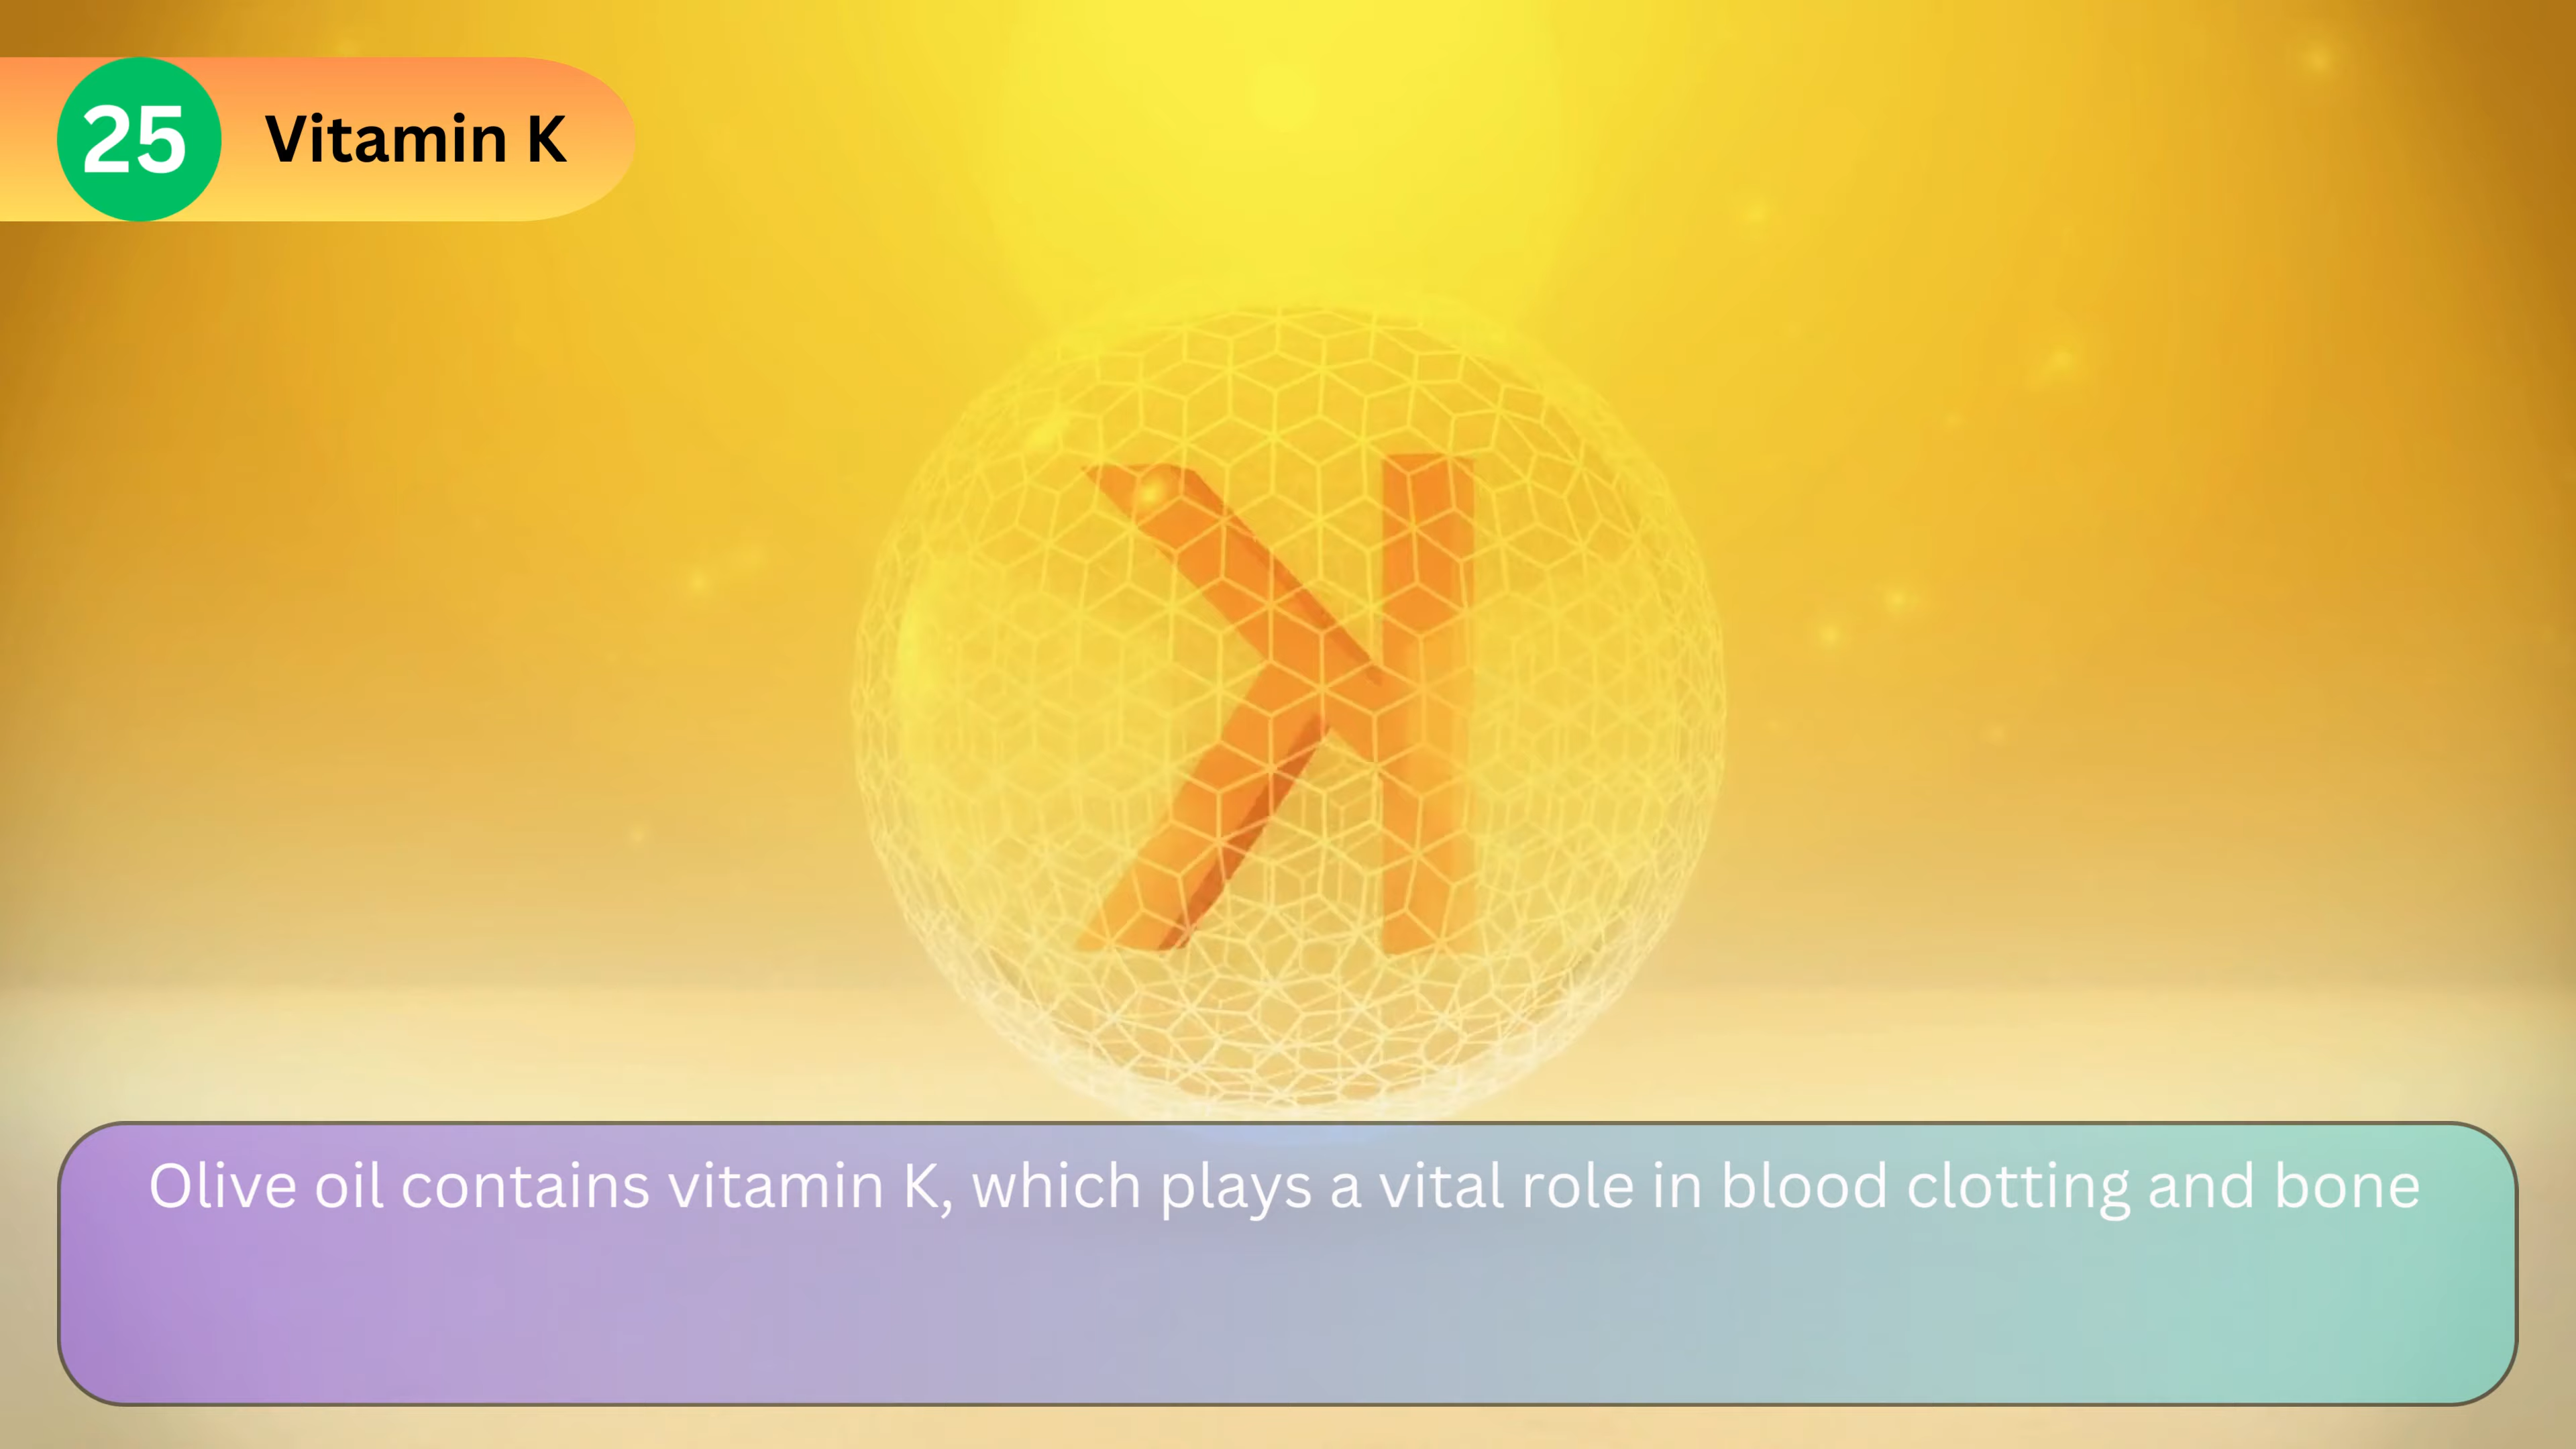 25 Vitamin K
K
Olive oil contains vitamin K, which plays a vital role in blood clotting and bone